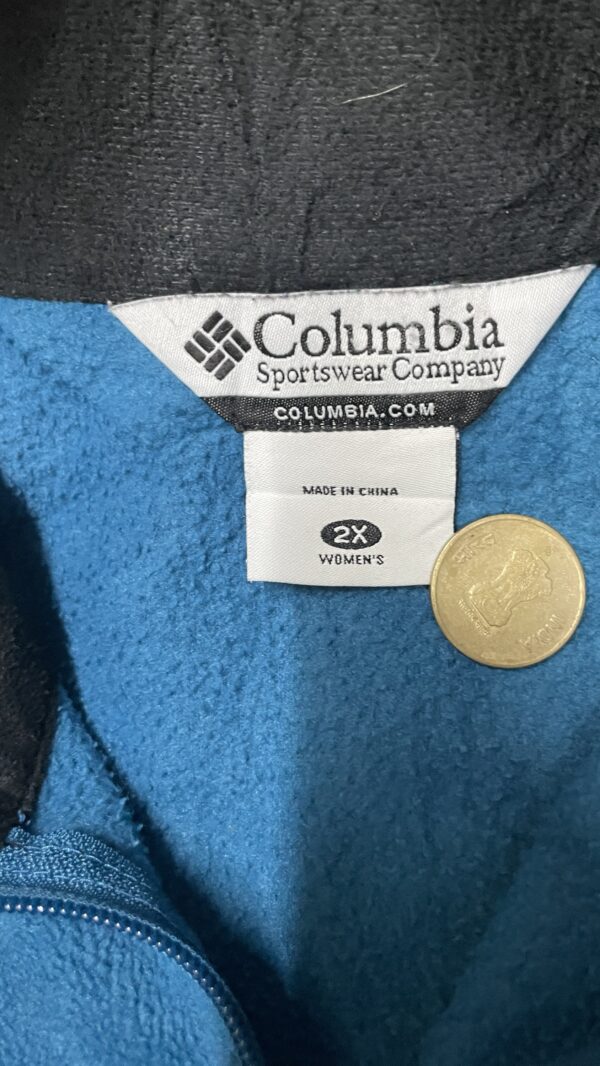 Columbia
Sportswear Company
COLUMBIA.COM
MADE IN CHINA
2X
WOMEN'S